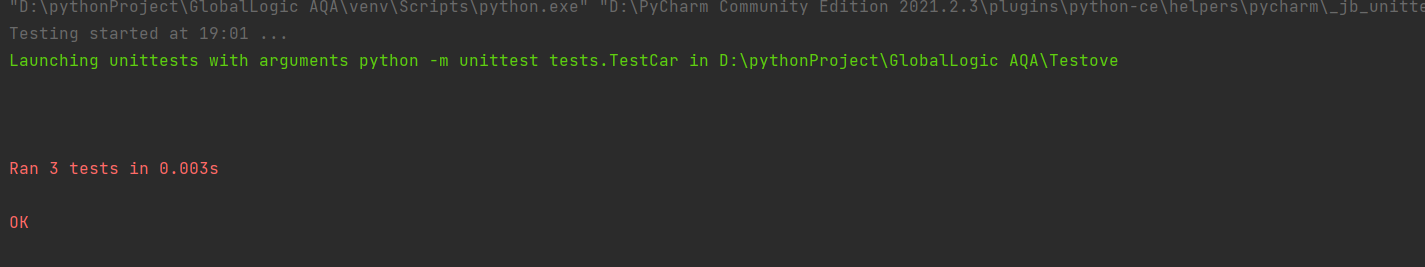 "D:\pythonProject\GlobalLogic AQA\venv\Scripts\python.exe" "D:\PyCharm Community Edition 2021.2.3\plugins\python-ce\helpers\pycharm\_jb_unitte
Testing started at 19:01 ...
Launching unittests with arguments python -m unittest tests.TestCar in D:\pythonProject\GlobalLogic AQA\Testove
Ran 3 tests in 0.003s
OK